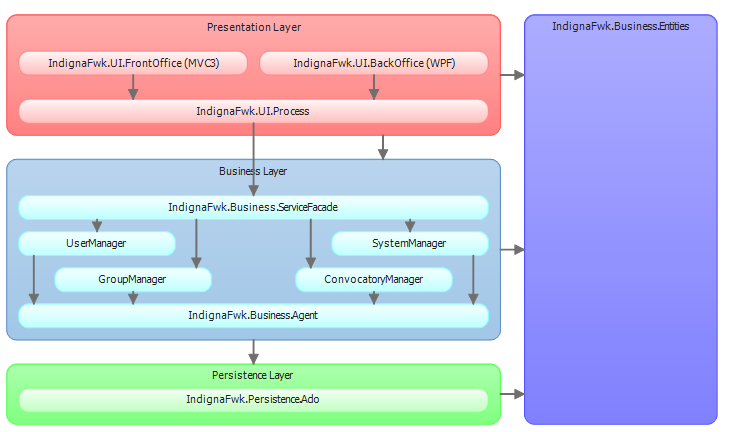 Presentation Layer
IndignaFwk.Business.Entities
IndignaFwk.UI.FrontOffice (MVC3)
IndignaFwk.UI.BackOffice (WPF)
IndignaFwk.UI.Process
Business Layer
IndignaFwk.Business.ServiceFacade
UserManager
SystemManager
GroupManager
ConvocatoryManager
IndignaFwk.Business.Agent
Persistence Layer
IndignaFwk.Persistence.Ado